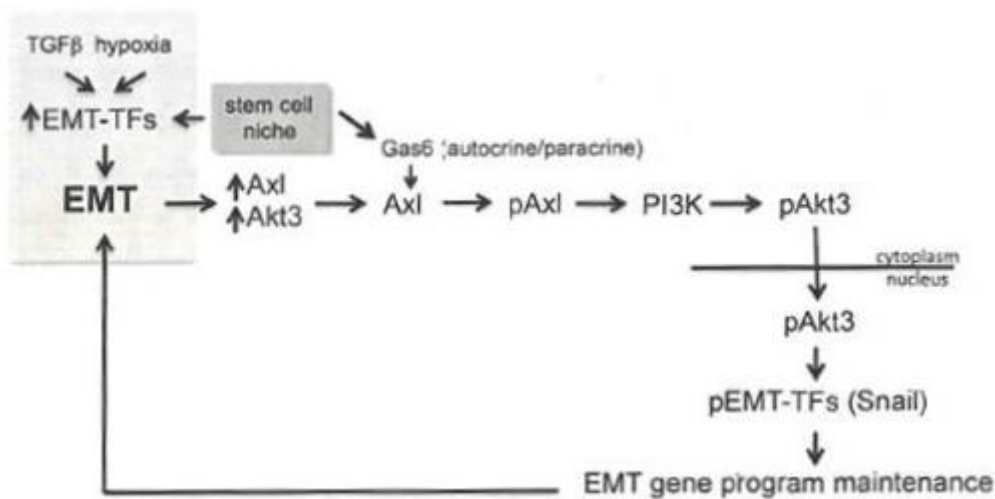 TGFβ hypoxia
↑EMT-TFs
stem cell
niche
Gas6 (autocrine/paracrine)
EMT
↑Axl
↑Akt3
Axl
pAxl
PI3K
pAkt3
cytoplasm
nucleus
pAkt3
pEMT-TFs (Snail)
EMT gene program maintenance